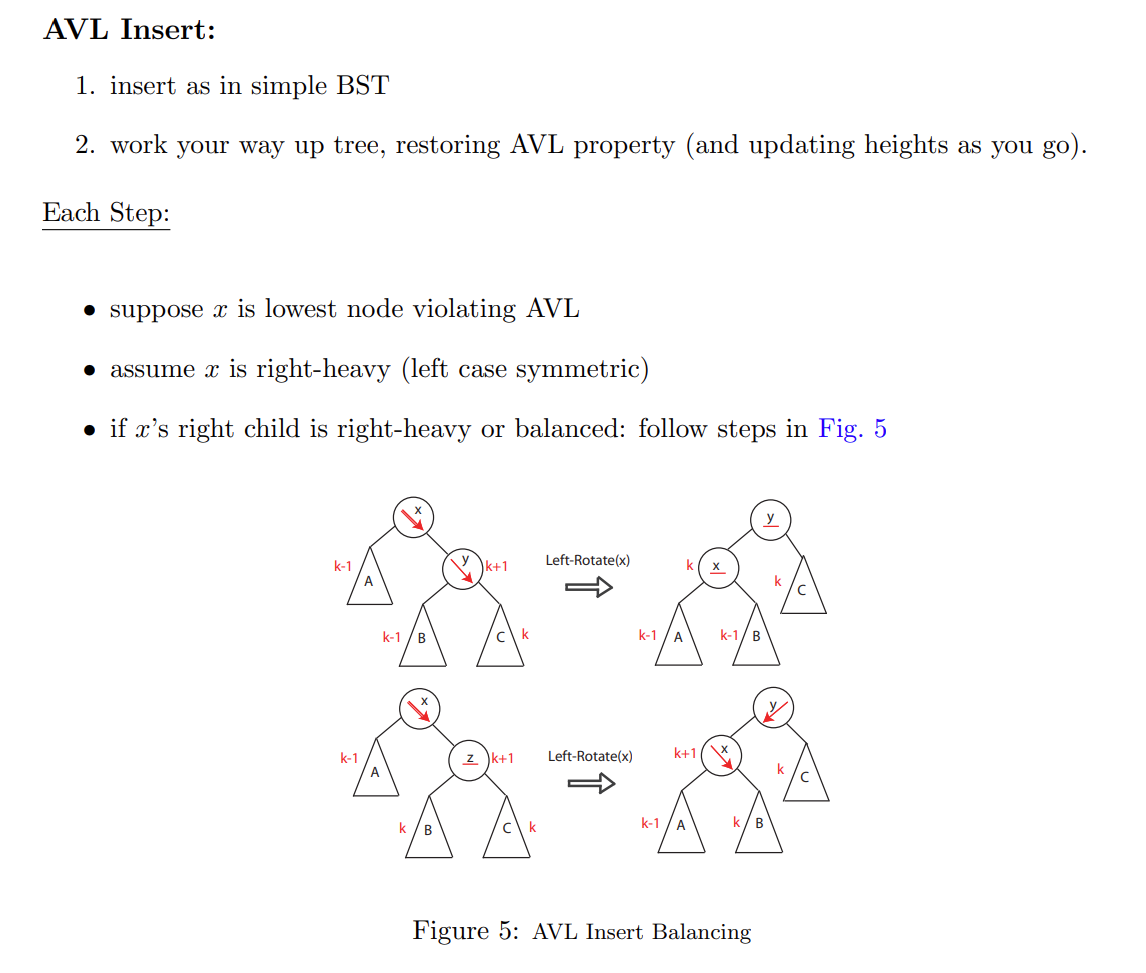 AVL Insert:
1. insert as in simple BST
2. work your way up tree, restoring AVL property (and updating heights as you go).
Each Step:
• suppose x is lowest node violating AVL
• assume x is right-heavy (left case symmetric)
• if x's right child is right-heavy or balanced: follow steps in Fig. 5
x
y
k-1
A
y
k+1
Left-Rotate(x)
k
x
k
C
k-1
B
C
k
k-1
A
k-1
B
x
y
k-1
A
z
k+1
Left-Rotate(x)
k+1
x
k
C
k
B
C
k
k-1
A
k
B
Figure 5: AVL Insert Balancing